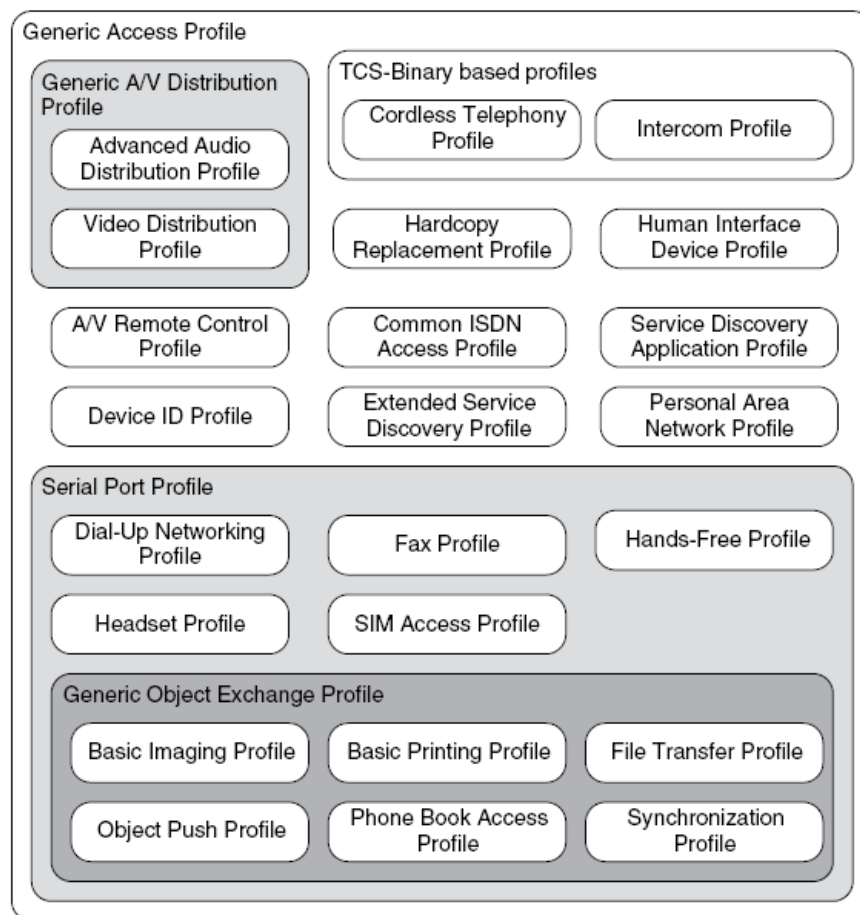 Generic Access Profile
Generic A/V Distribution
Profile
Advanced Audio
Distribution Profile
Video Distribution
Profile
TCS-Binary based profiles
Cordless Telephony
Profile
Intercom Profile
Hardcopy
Replacement Profile
Human Interface
Device Profile
A/V Remote Control
Profile
Common ISDN
Access Profile
Service Discovery
Application Profile
Device ID Profile
Extended Service
Discovery Profile
Personal Area
Network Profile
Serial Port Profile
Dial-Up Networking
Profile
Fax Profile
Hands-Free Profile
Headset Profile
SIM Access Profile
Generic Object Exchange Profile
Basic Imaging Profile
Basic Printing Profile
File Transfer Profile
Object Push Profile
Phone Book Access
Profile
Synchronization
Profile